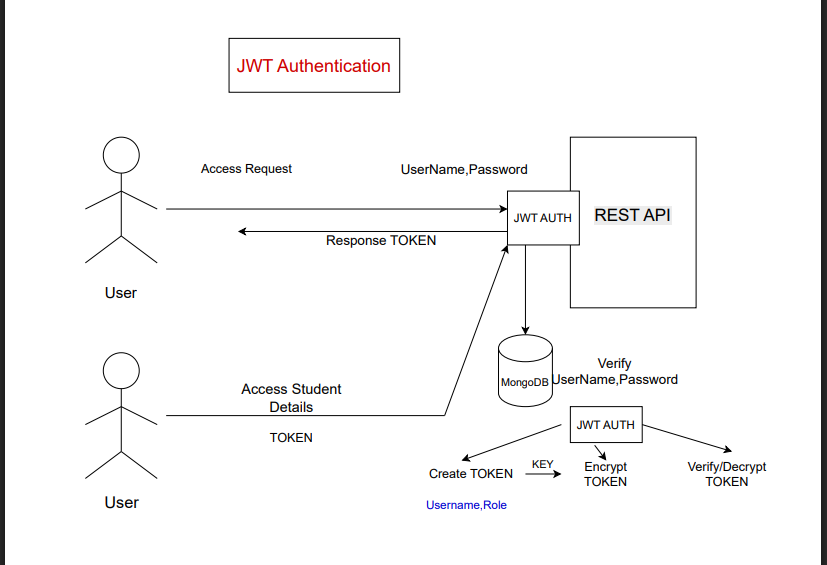 JWT Authentication
Access Request
UserName,Password
JWT AUTH
REST API
Response TOKEN
User
MongoDB
Verify
UserName,Password
Access Student
Details
TOKEN
JWT AUTH
Create TOKEN
KEY
Encrypt
TOKEN
Verify/Decrypt
TOKEN
User
Username,Role